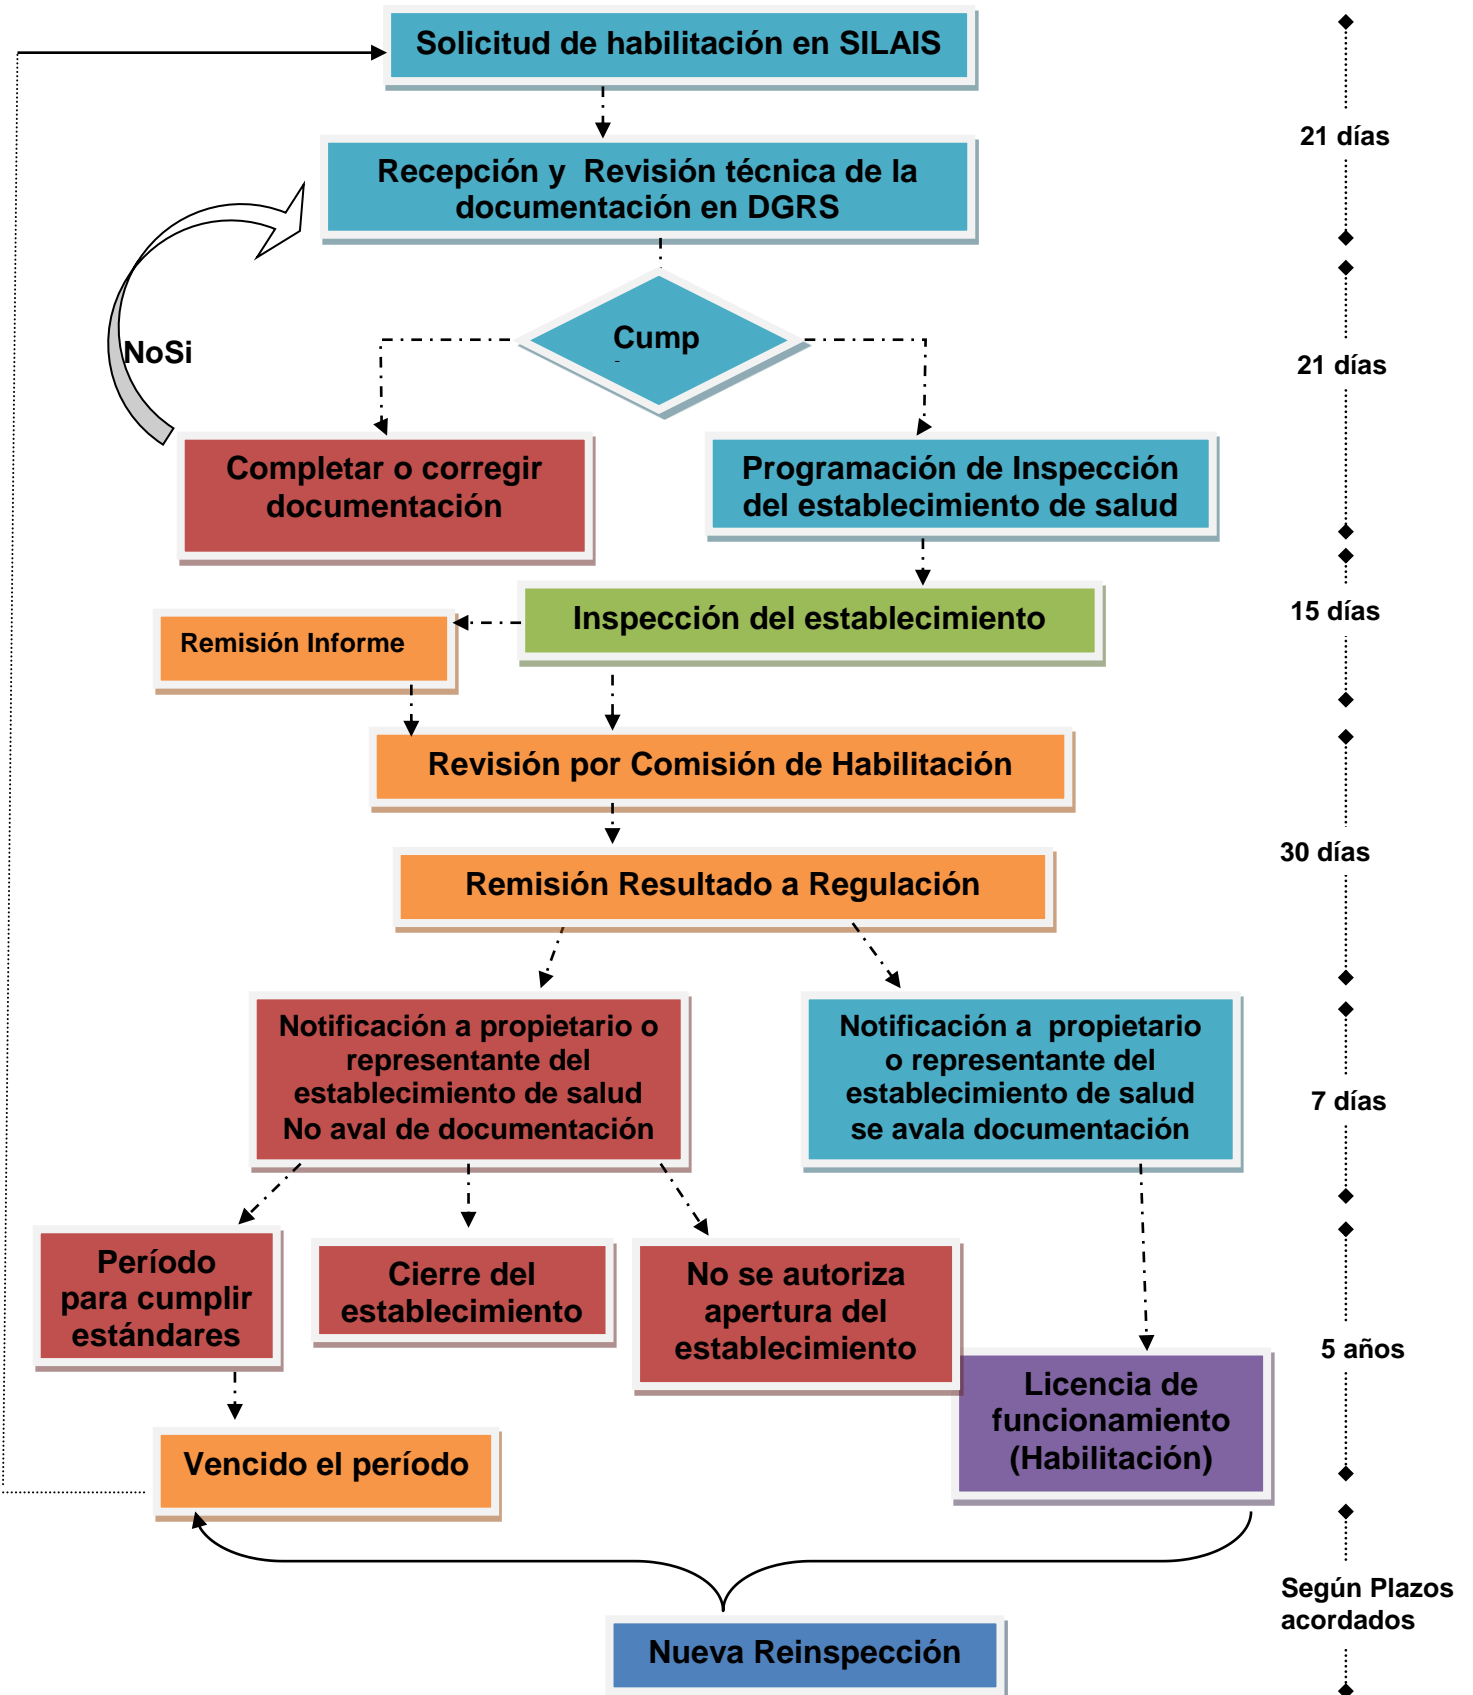 Solicitud de habilitación en SILAIS
21 días
Recepción y Revisión técnica de la
documentación en DGRS
Cump
NoSi
21 días
Completar o corregir
documentación
Programación de Inspección
del establecimiento de salud
Inspección del establecimiento
15 días
Remisión Informe
Revisión por Comisión de Habilitación
30 días
Remisión Resultado a Regulación
Notificación a propietario o
representante del
establecimiento de salud
No aval de documentación
Notificación a propietario
o representante del
establecimiento de salud
se avala documentación
7 días
Período
para cumplir
estándares
Cierre del
establecimiento
No se autoriza
apertura del
establecimiento
5 años
Licencia de
funcionamiento
(Habilitación)
Vencido el período
Según Plazos
acordados
Nueva Reinspección